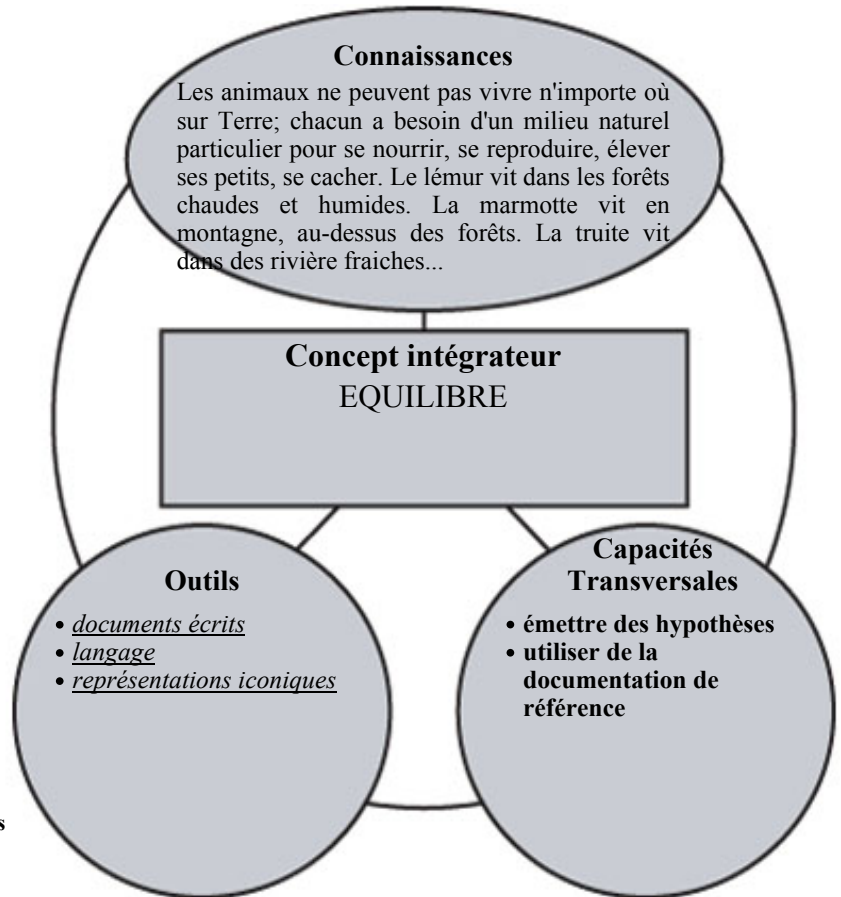 Connaissances
Les animaux ne peuvent pas vivre n'importe où
sur Terre; chacun a besoin d'un milieu naturel
particulier pour se nourrir, se reproduire, élever
ses petits, se cacher. Le lémur vit dans les forêts
chaudes et humides. La marmotte vit en
montagne, au-dessus des forêts. La truite vit
dans des rivière fraiches...
Concept intégrateur
EQUILIBRE
Outils
• documents écrits
• langage
• représentations iconiques
Capacités
Transversales
• émettre des hypothèses
• utiliser de la
documentation de
référence
s